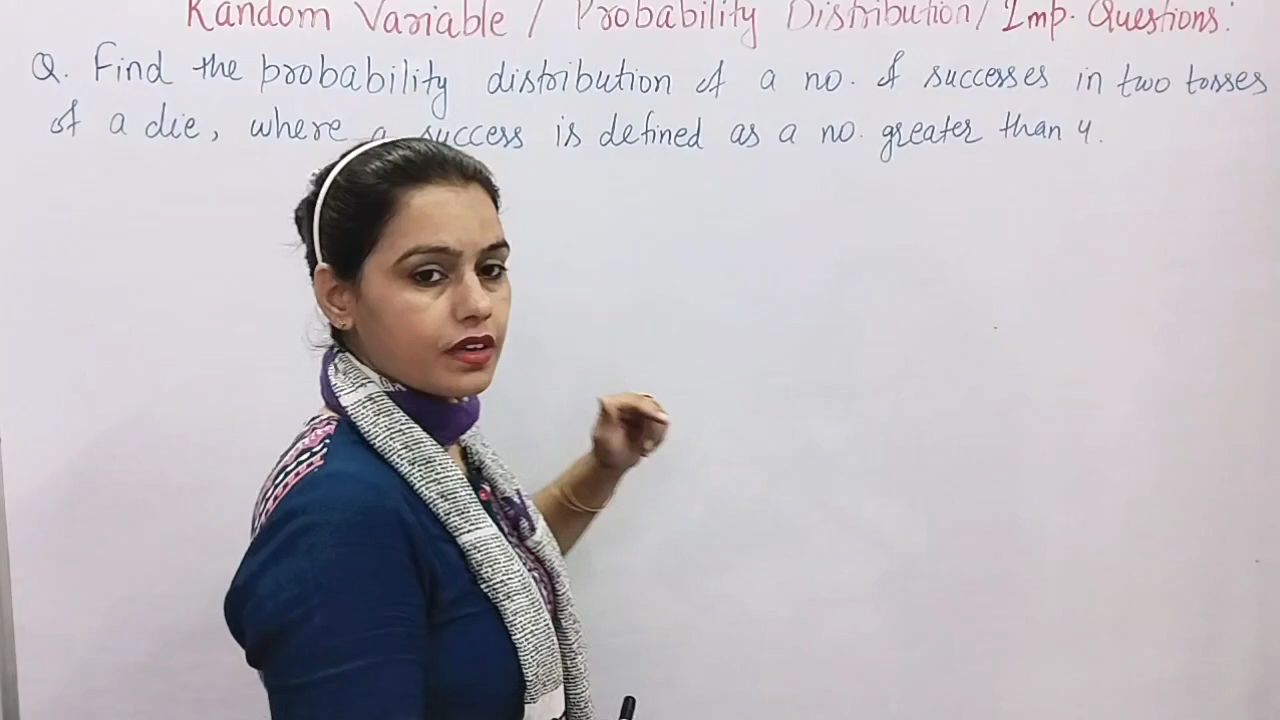 Random Variable / Probability Distribution / Imp. Questions:
Q. Find the probability distribution of a no. of successes in two tosses
of a die, where a success is defined as a no. greater than 4.